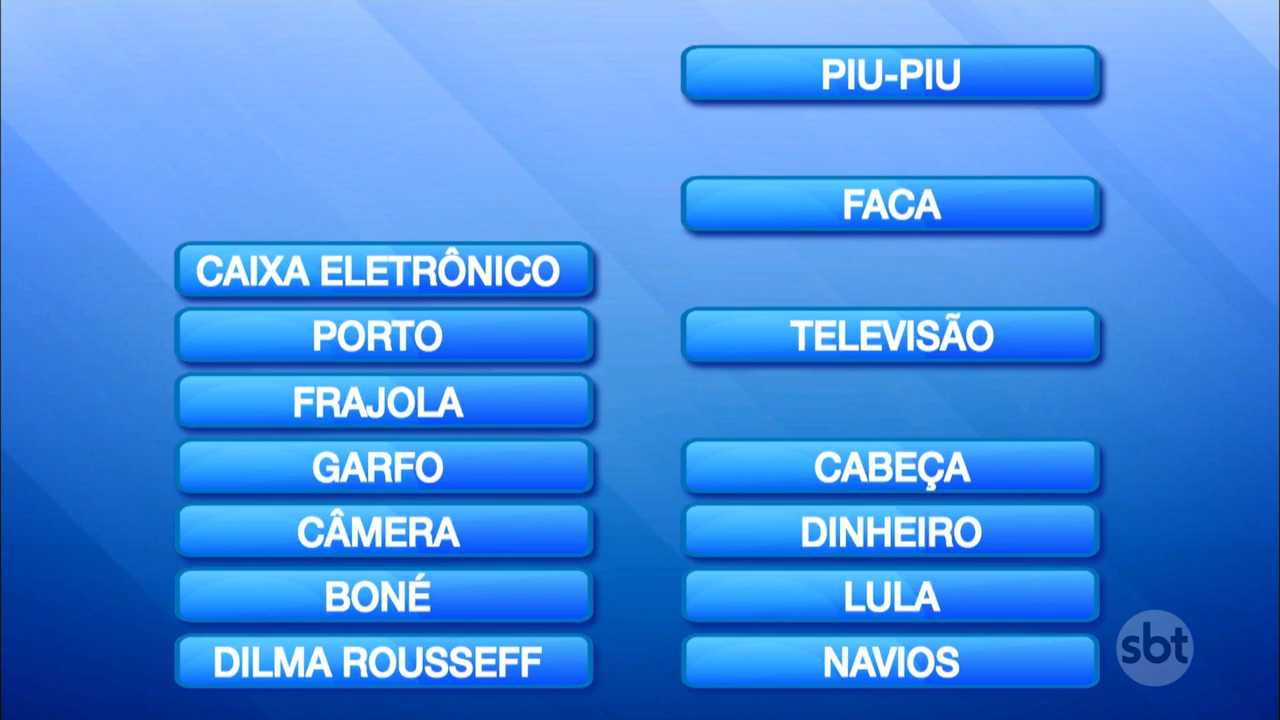 PIU-PIU
FACA
CAIXA ELETRÔNICO
PORTO
TELEVISÃO
FRAJOLA
GARFO
CABEÇA
CÂMERA
DINHEIRO
BONÉ
LULA
DILMA ROUSSEFF
NAVIOS
sbt